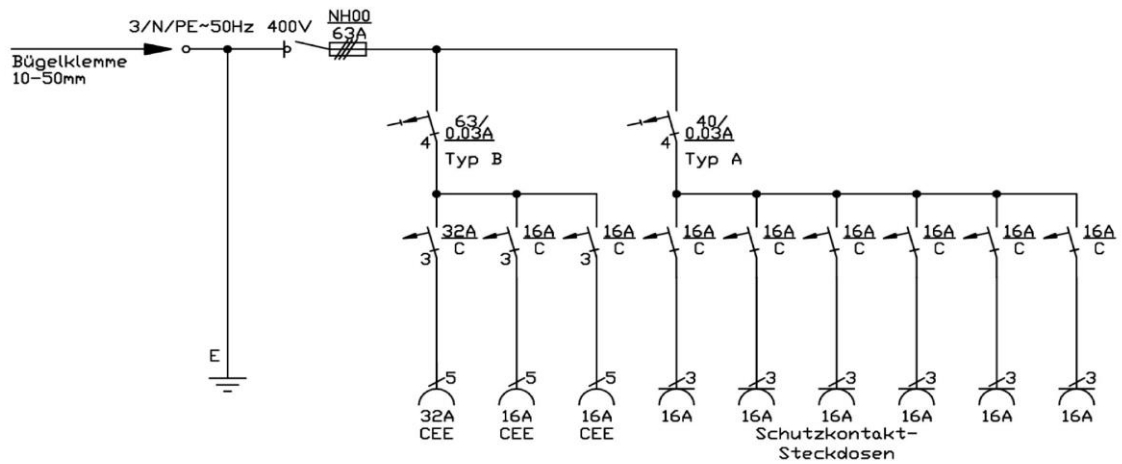 3/N/PE~50Hz 400V
NH00
63A
Bügelklemme
10-50mm
63/
0,03A
4
Typ B
40/
0,03A
4
Typ A
32A
C
3
16A
C
3
16A
C
3
16A
C
16A
C
16A
C
16A
C
16A
C
16A
C
E
5
5
5
3
3
3
3
3
3
32A
CEE
16A
CEE
16A
CEE
16A
16A
16A
16A
16A
16A
Schutzkontakt-
Steckdosen